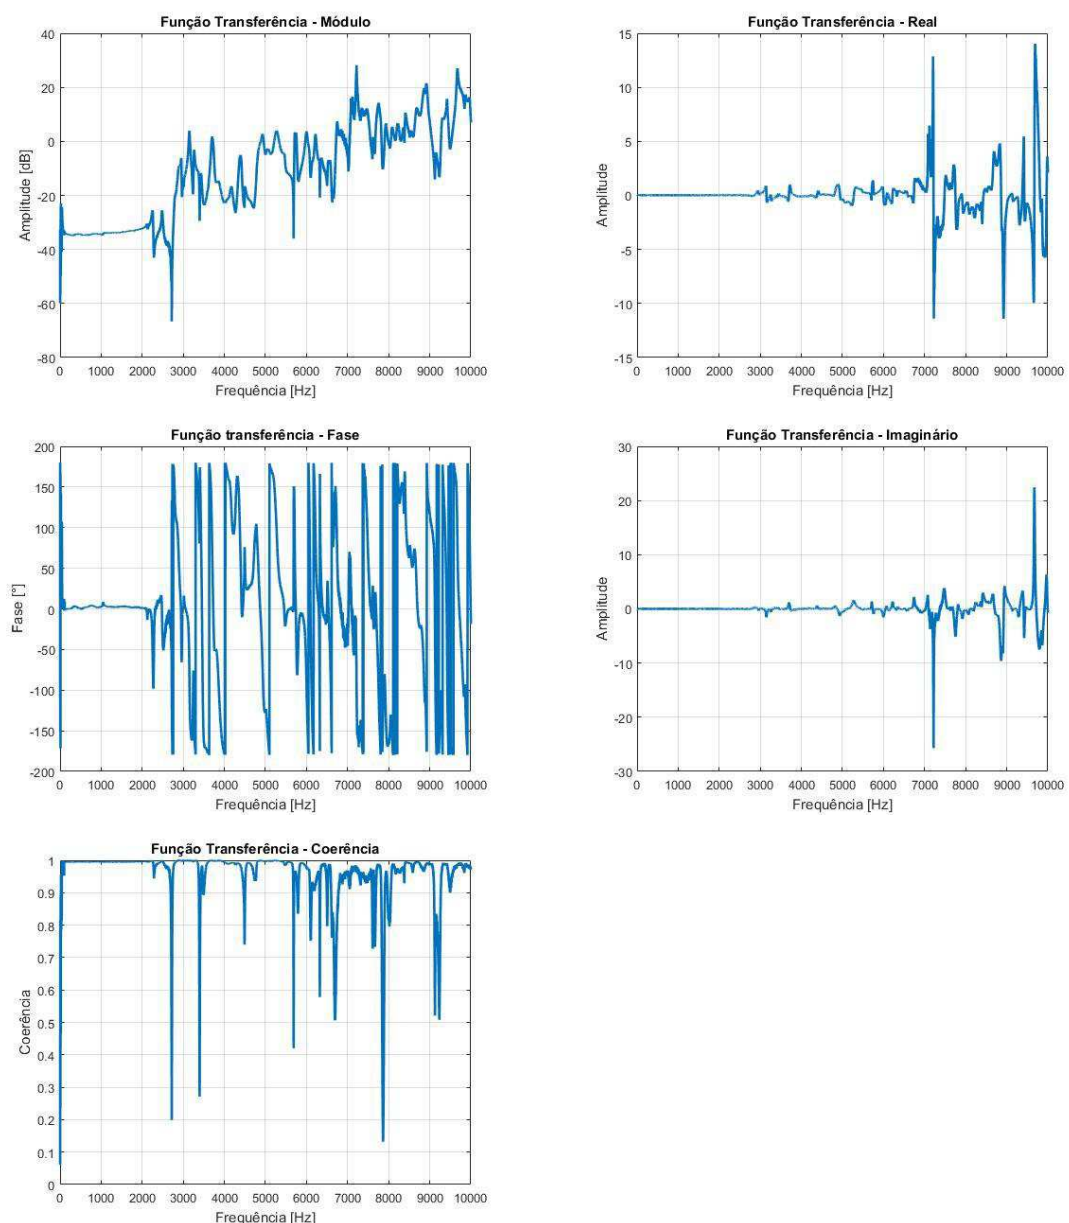 Função Transferência - Módulo
40
20
0
-20
-40
-60
-80
Amplitude [dB]
0 1000 2000 3000 4000 5000 6000 7000 8000 9000 10000
Frequência [Hz]
Função Transferência - Real
15
10
5
0
-5
-10
-15
Amplitude
0 1000 2000 3000 4000 5000 6000 7000 8000 9000 10000
Frequência [Hz]
Função transferência - Fase
200
150
100
50
0
-50
-100
-150
-200
Fase [°]
0 1000 2000 3000 4000 5000 6000 7000 8000 9000 10000
Frequência [Hz]
Função Transferência - Imaginário
30
20
10
0
-10
-20
-30
Amplitude
0 1000 2000 3000 4000 5000 6000 7000 8000 9000 10000
Frequência [Hz]
Função Transferência - Coerência
1
0.9
0.8
0.7
0.6
0.5
0.4
0.3
0.2
0.1
0
Coerência
0 1000 2000 3000 4000 5000 6000 7000 8000 9000 10000
Frequência [Hz]